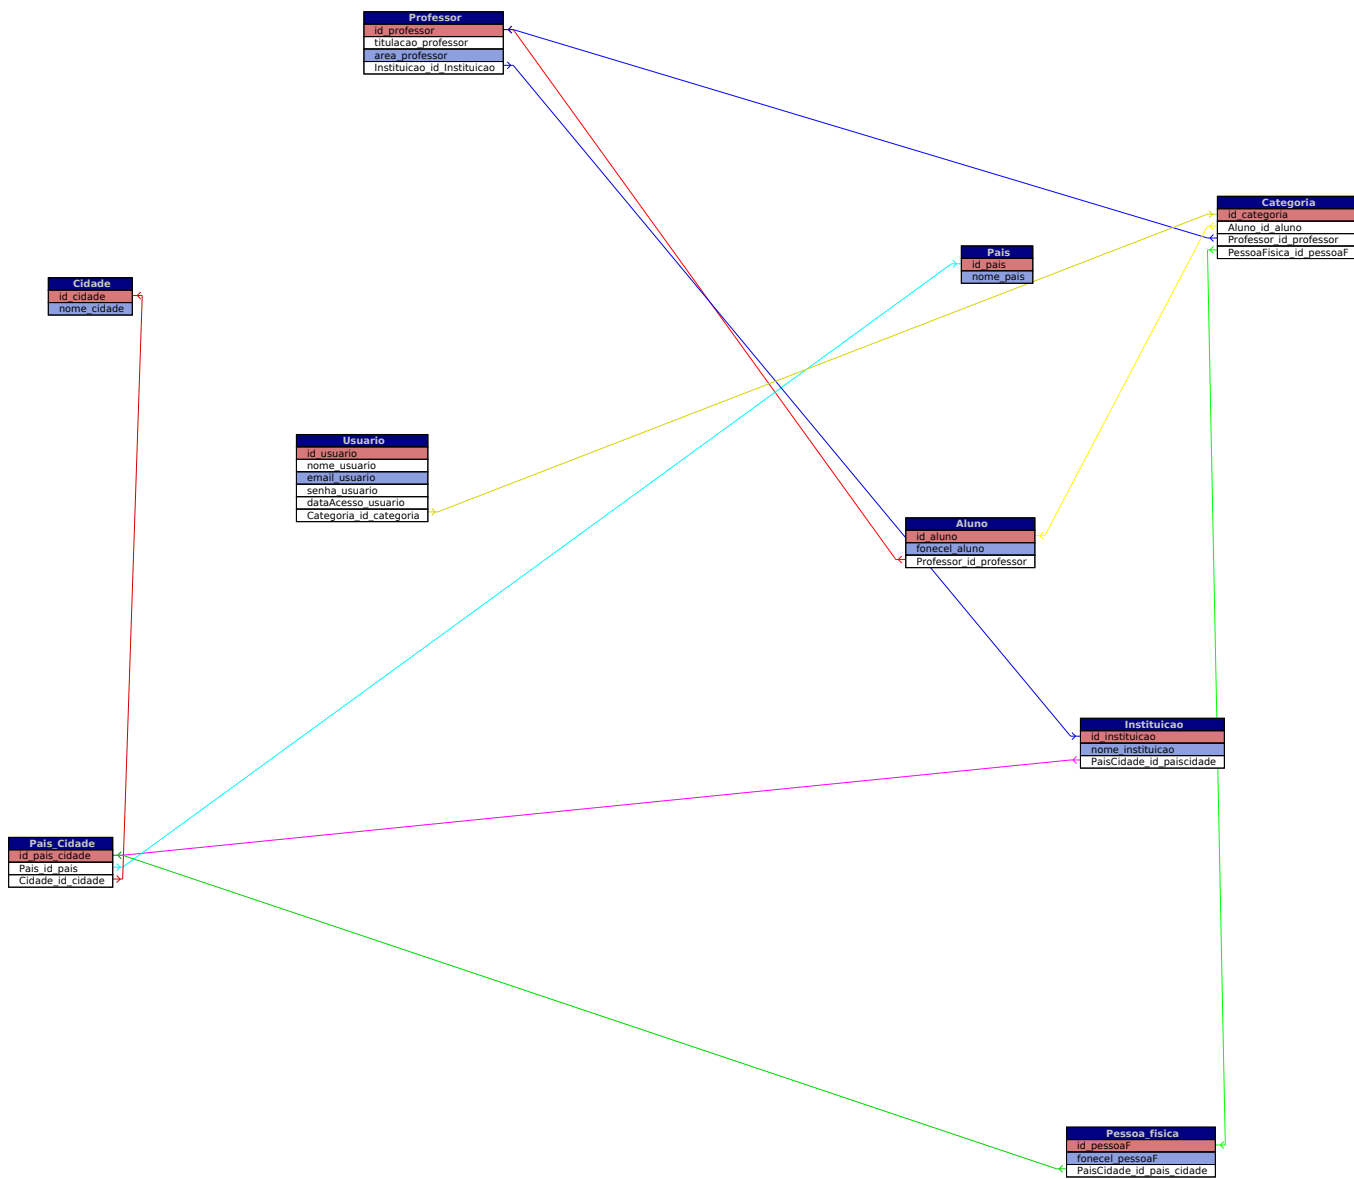 Professor
id_professor
titulacao_professor
area_professor
Instituicao_id_Instituicao
Categoria
id_categoria
Aluno_id_aluno
Professor_id_professor
PessoaFisica_id_pessoaF
Pais
id_pais
nome_pais
Cidade
id_cidade
nome_cidade
Usuario
id_usuario
nome_usuario
email_usuario
senha_usuario
dataAcesso_usuario
Categoria_id_categoria
Aluno
id_aluno
fonecel_aluno
Professor_id_professor
Instituicao
id_instituicao
nome_instituicao
PaisCidade_id_paiscidade
Pais_Cidade
id_pais_cidade
Pais_id_pais
Cidade_id_cidade
Pessoa_fisica
id_pessoaF
fonecel_pessoaF
PaisCidade_id_pais_cidade